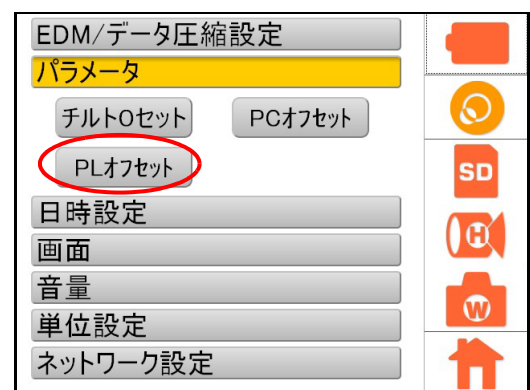 EDM/データ圧縮設定
パラメータ
チルト0セット PCオフセット
PLオフセット
SD
日時設定
H
画面
音量
W
単位設定
ネットワーク設定